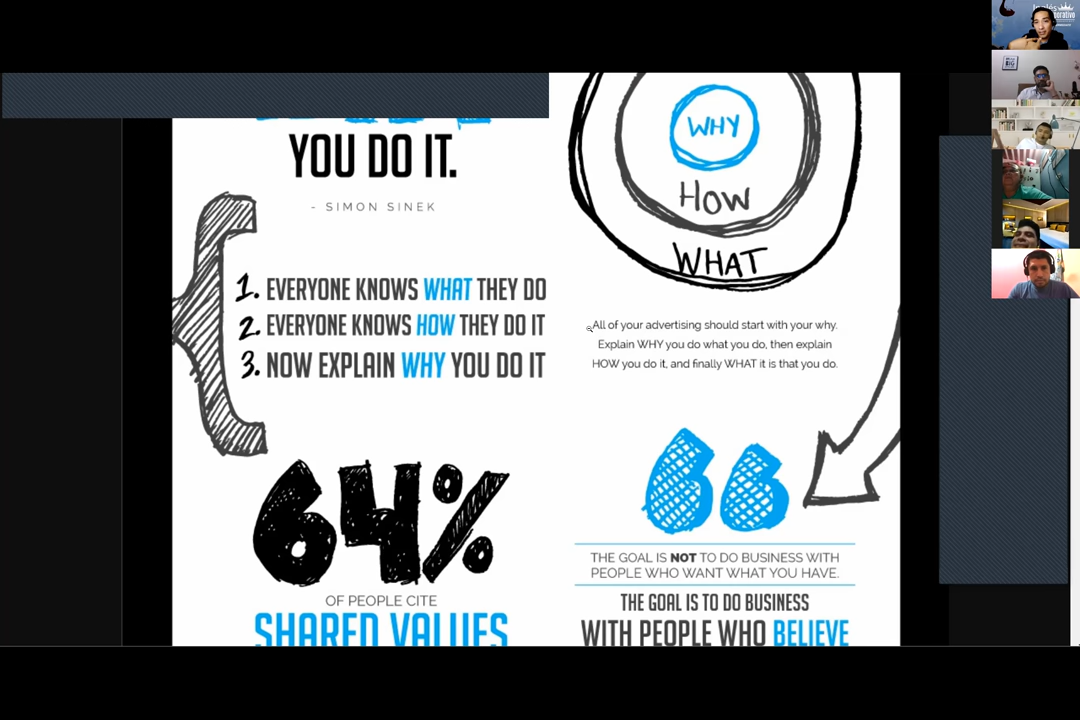 YOU DO IT.
- SIMON SINEK
1. EVERYONE KNOWS WHAT THEY DO
2. EVERYONE KNOWS HOW THEY DO IT
3. NOW EXPLAIN WHY YOU DO IT
64%
OF PEOPLE CITE
SHARED VALUES
WHY
HOW
WHAT
All of your advertising should start with your why.
Explain WHY you do what you do, then explain
HOW you do it, and finally WHAT it is that you do.
THE GOAL IS NOT TO DO BUSINESS WITH
PEOPLE WHO WANT WHAT YOU HAVE.
THE GOAL IS TO DO BUSINESS
WITH PEOPLE WHO BELIEVE